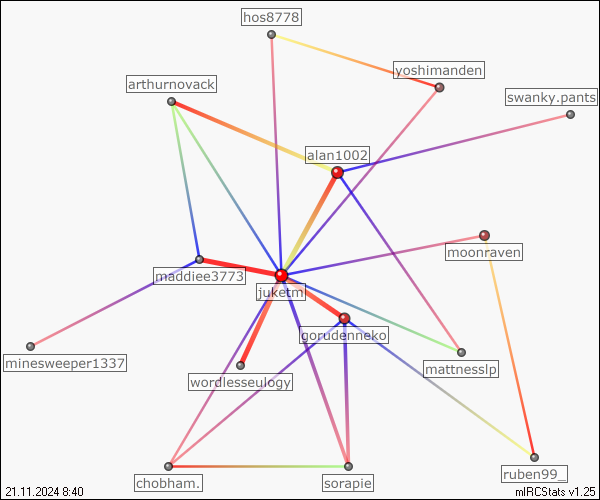 hos8778
yoshimanden
arthurnovack
swanky.pants
alan1002
moonraven
maddiee3773
juketml
gorudenneko
minesweeper1337
mattnesslp
wordlesseulogy
ruben99_
chobham.
sorapie
21.11.2024 8:40
mIRCStats v1.25